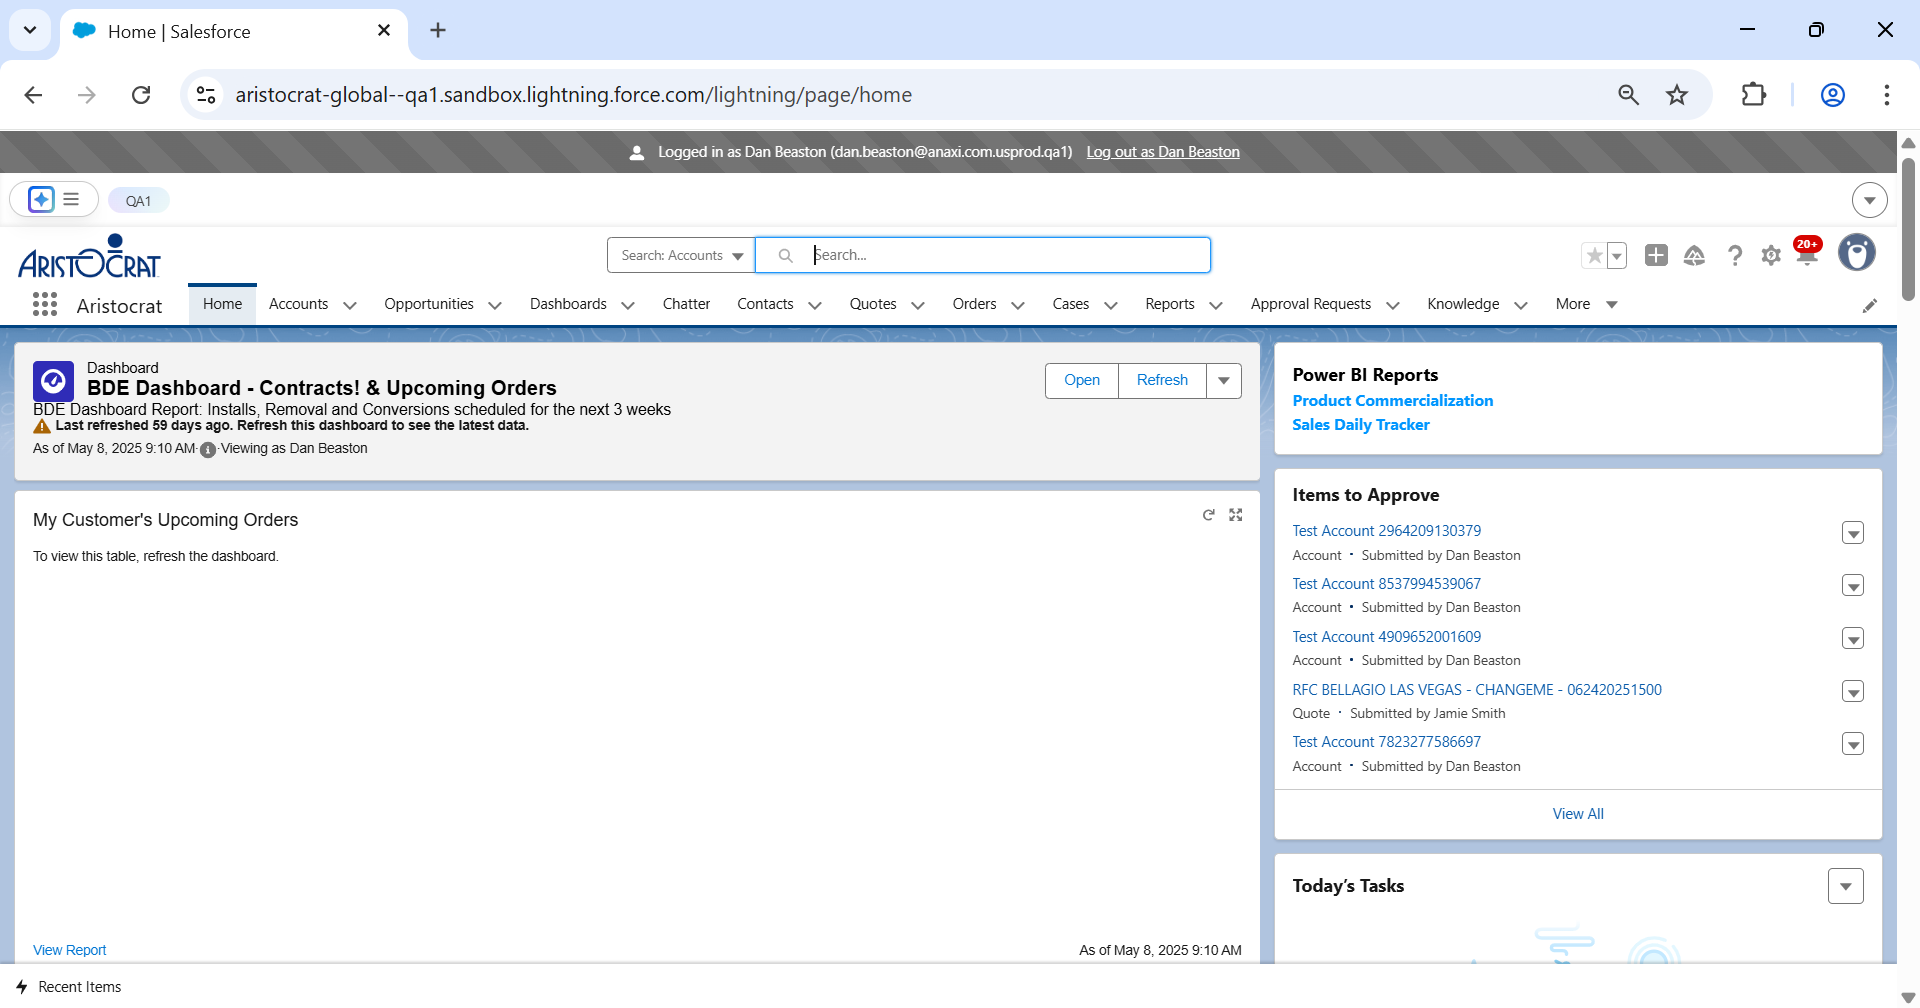 Home | Salesforce
aristocrat-global--qa1.sandbox.lightning.force.com/lightning/page/home
Logged in as Dan Beaston (dan.beaston@anaxi.com.usprod.qa1) Log out as Dan Beaston
QA1
ARISTOCRAT
Search: Accounts
Search...
20+
Aristocrat
Home
Accounts
Opportunities
Dashboards
Chatter
Contacts
Quotes
Orders
Cases
Reports
Approval Requests
Knowledge
More
Dashboard
BDE Dashboard - Contracts! & Upcoming Orders
BDE Dashboard Report: Installs, Removal and Conversions scheduled for the next 3 weeks
Last refreshed 59 days ago. Refresh this dashboard to see the latest data.
As of May 8, 2025 9:10 AM·Viewing as Dan Beaston
Open
Refresh
My Customer's Upcoming Orders
To view this table, refresh the dashboard.
View Report
As of May 8, 2025 9:10 AM
Power BI Reports
Product Commercialization
Sales Daily Tracker
Items to Approve
Test Account 2964209130379
Account • Submitted by Dan Beaston
Test Account 8537994539067
Account • Submitted by Dan Beaston
Test Account 4909652001609
Account • Submitted by Dan Beaston
RFC BELLAGIO LAS VEGAS - CHANGEME - 062420251500
Quote • Submitted by Jamie Smith
Test Account 7823277586697
Account • Submitted by Dan Beaston
View All
Today's Tasks
Recent Items